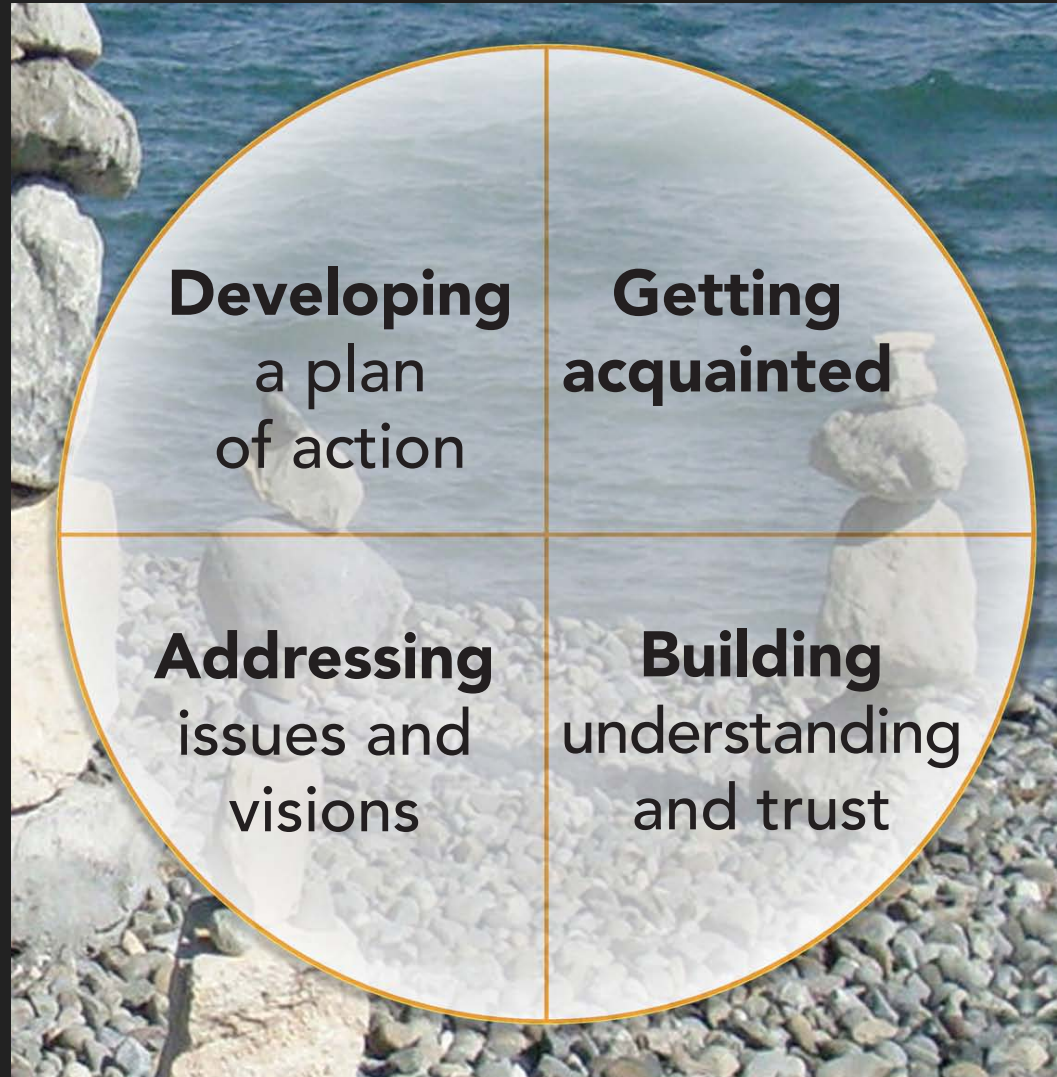 Developing
a plan
of action
Getting
acquainted
Addressing
issues and
visions
Building
understanding
and trust